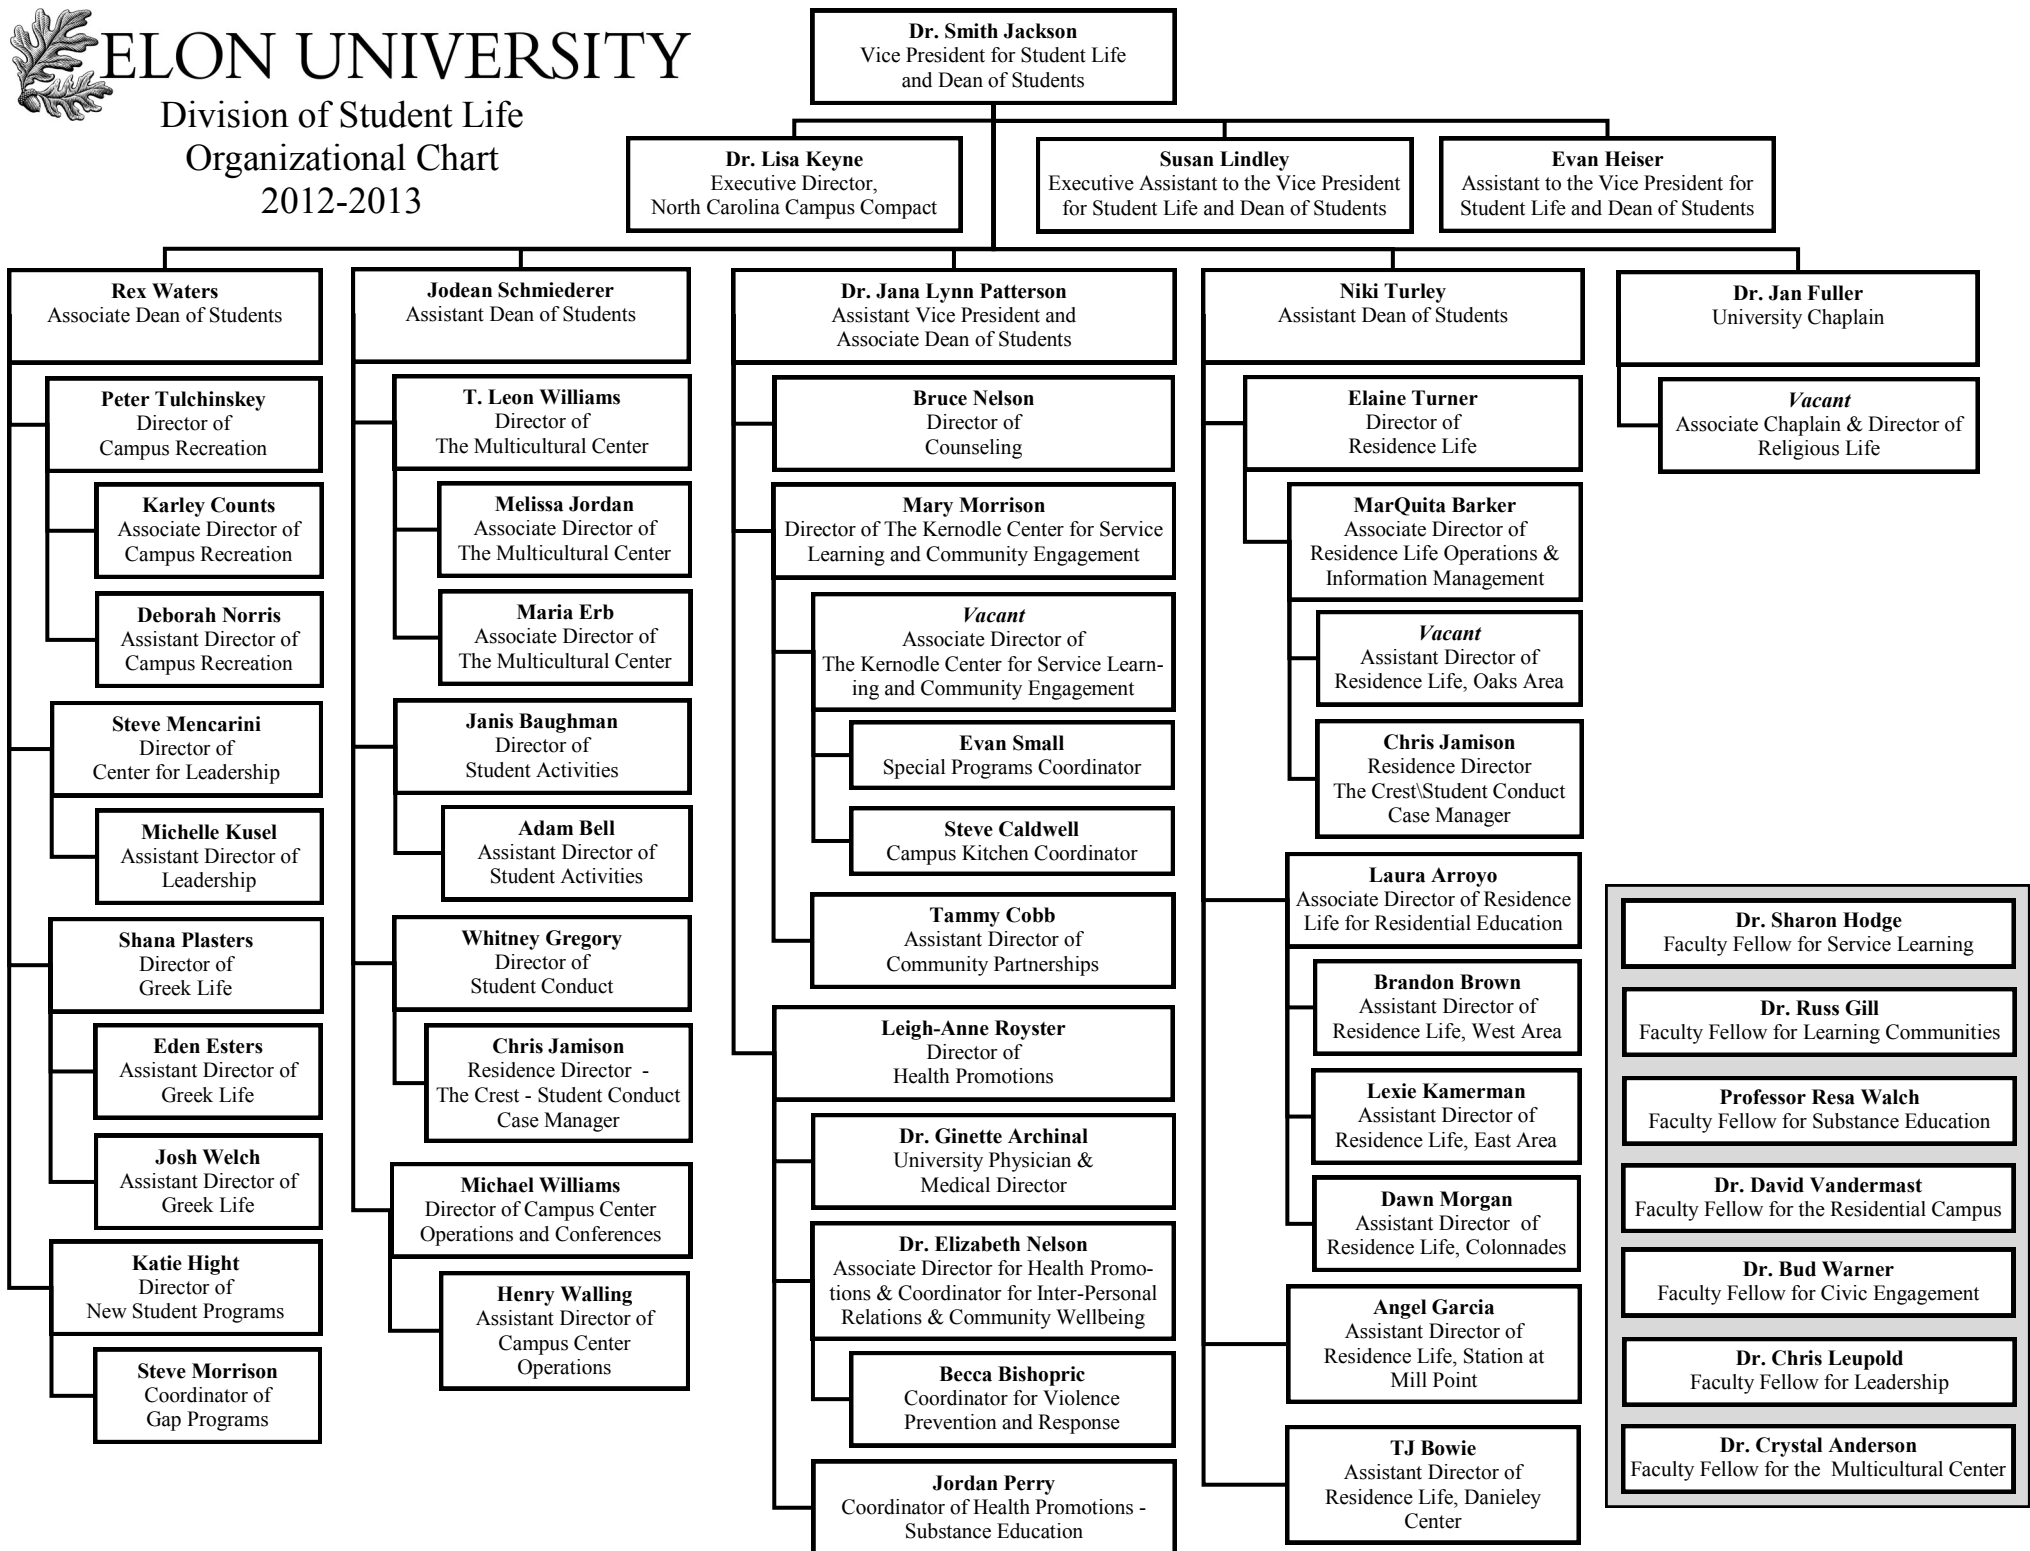 ELON UNIVERSITY
Division of Student Life
Organizational Chart
2012-2013
Dr. Smith Jackson
Vice President for Student Life
and Dean of Students
Dr. Lisa Keyne
Executive Director,
North Carolina Campus Compact
Susan Lindley
Executive Assistant to the Vice President
for Student Life and Dean of Students
Evan Heiser
Assistant to the Vice President for
Student Life and Dean of Students
Rex Waters
Associate Dean of Students
Peter Tulchinskey
Director of
Campus Recreation
Karley Counts
Associate Director of
Campus Recreation
Deborah Norris
Assistant Director of
Campus Recreation
Steve Mencarini
Director of
Center for Leadership
Michelle Kusel
Assistant Director of
Leadership
Shana Plasters
Director of
Greek Life
Eden Esters
Assistant Director of
Greek Life
Josh Welch
Assistant Director of
Greek Life
Katie Hight
Director of
New Student Programs
Steve Morrison
Coordinator of
Gap Programs
Jodean Schmiederer
Assistant Dean of Students
T. Leon Williams
Director of
The Multicultural Center
Melissa Jordan
Associate Director of
The Multicultural Center
Maria Erb
Associate Director of
The Multicultural Center
Janis Baughman
Director of
Student Activities
Adam Bell
Assistant Director of
Student Activities
Whitney Gregory
Director of
Student Conduct
Chris Jamison
Residence Director -
The Crest - Student Conduct
Case Manager
Michael Williams
Director of Campus Center
Operations and Conferences
Henry Walling
Assistant Director of
Campus Center
Operations
Dr. Jana Lynn Patterson
Assistant Vice President and
Associate Dean of Students
Bruce Nelson
Director of
Counseling
Mary Morrison
Director of The Kernodle Center for Service
Learning and Community Engagement
Vacant
Associate Director of
The Kernodle Center for Service Learn-
ing and Community Engagement
Evan Small
Special Programs Coordinator
Steve Caldwell
Campus Kitchen Coordinator
Tammy Cobb
Assistant Director of
Community Partnerships
Leigh-Anne Royster
Director of
Health Promotions
Dr. Ginette Archinal
University Physician &
Medical Director
Dr. Elizabeth Nelson
Associate Director for Health Promo-
tions & Coordinator for Inter-Personal
Relations & Community Wellbeing
Becca Bishopric
Coordinator for Violence
Prevention and Response
Jordan Perry
Coordinator of Health Promotions -
Substance Education
Niki Turley
Assistant Dean of Students
Elaine Turner
Director of
Residence Life
MarQuita Barker
Associate Director of
Residence Life Operations &
Information Management
Vacant
Assistant Director of
Residence Life, Oaks Area
Chris Jamison
Residence Director
The Crest\Student Conduct
Case Manager
Laura Arroyo
Associate Director of Residence
Life for Residential Education
Brandon Brown
Assistant Director of
Residence Life, West Area
Lexie Kamerman
Assistant Director of
Residence Life, East Area
Dawn Morgan
Assistant Director of
Residence Life, Colonnades
Angel Garcia
Assistant Director of
Residence Life, Station at
Mill Point
TJ Bowie
Assistant Director of
Residence Life, Danieley
Center
Dr. Jan Fuller
University Chaplain
Vacant
Associate Chaplain & Director of
Religious Life
Dr. Sharon Hodge
Faculty Fellow for Service Learning
Dr. Russ Gill
Faculty Fellow for Learning Communities
Professor Resa Walch
Faculty Fellow for Substance Education
Dr. David Vandermast
Faculty Fellow for the Residential Campus
Dr. Bud Warner
Faculty Fellow for Civic Engagement
Dr. Chris Leupold
Faculty Fellow for Leadership
Dr. Crystal Anderson
Faculty Fellow for the Multicultural Center